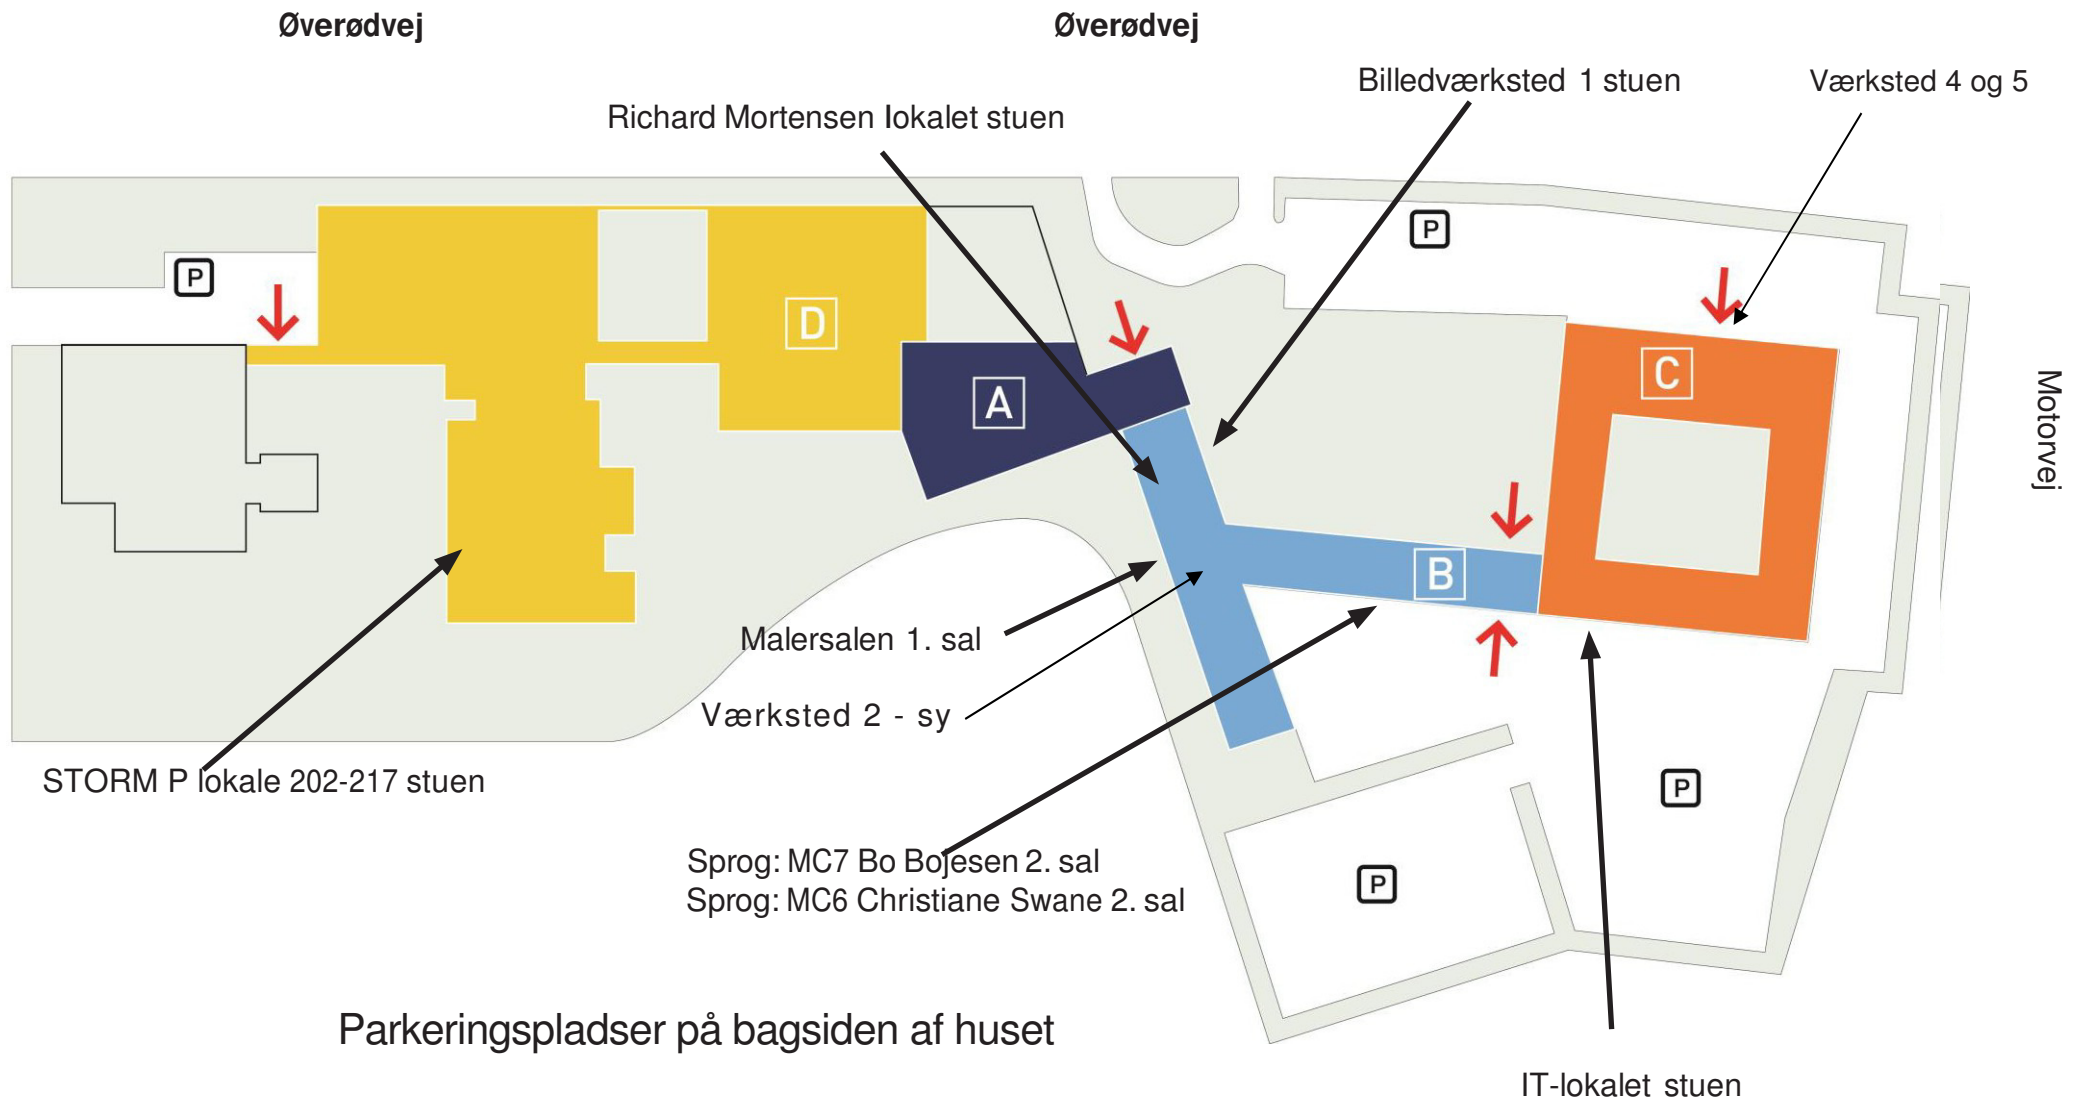 Øverødvej
Øverødvej
Billedværksted 1 stuen
Værksted 4 og 5
Richard Mortensen lokalet stuen
P
P
D
A
C
B
Motorvej
Malersalen 1. sal
Værksted 2 - sy
STORM P lokale 202-217 stuen
P
Sprog: MC7 Bo Bojesen 2. sal
Sprog: MC6 Christiane Swane 2. sal
P
Parkeringspladser på bagsiden af huset
IT-lokalet stuen